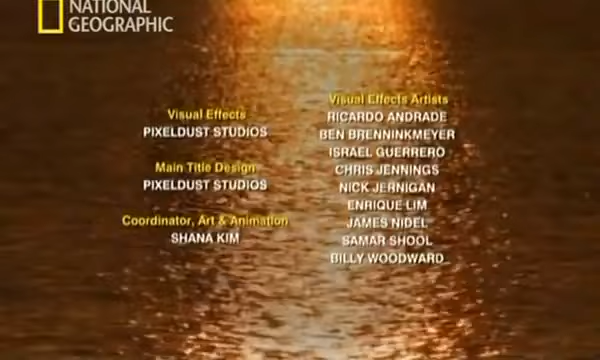 NATIONAL
GEOGRAPHIC
Visual Effects
PIXELDUST STUDIOS
Main Title Design
PIXELDUST STUDIOS
Coordinator, Art & Animation
SHANA KIM
Visual Effects Artists
RICARDO ANDRADE
BEN BRENNINKMEYER
ISRAEL GUERRERO
CHRIS JENNINGS
NICK JERNIGAN
ENRIQUE LIM
JAMES NIDEL
SAMAR SHOOL
BILLY WOODWARD